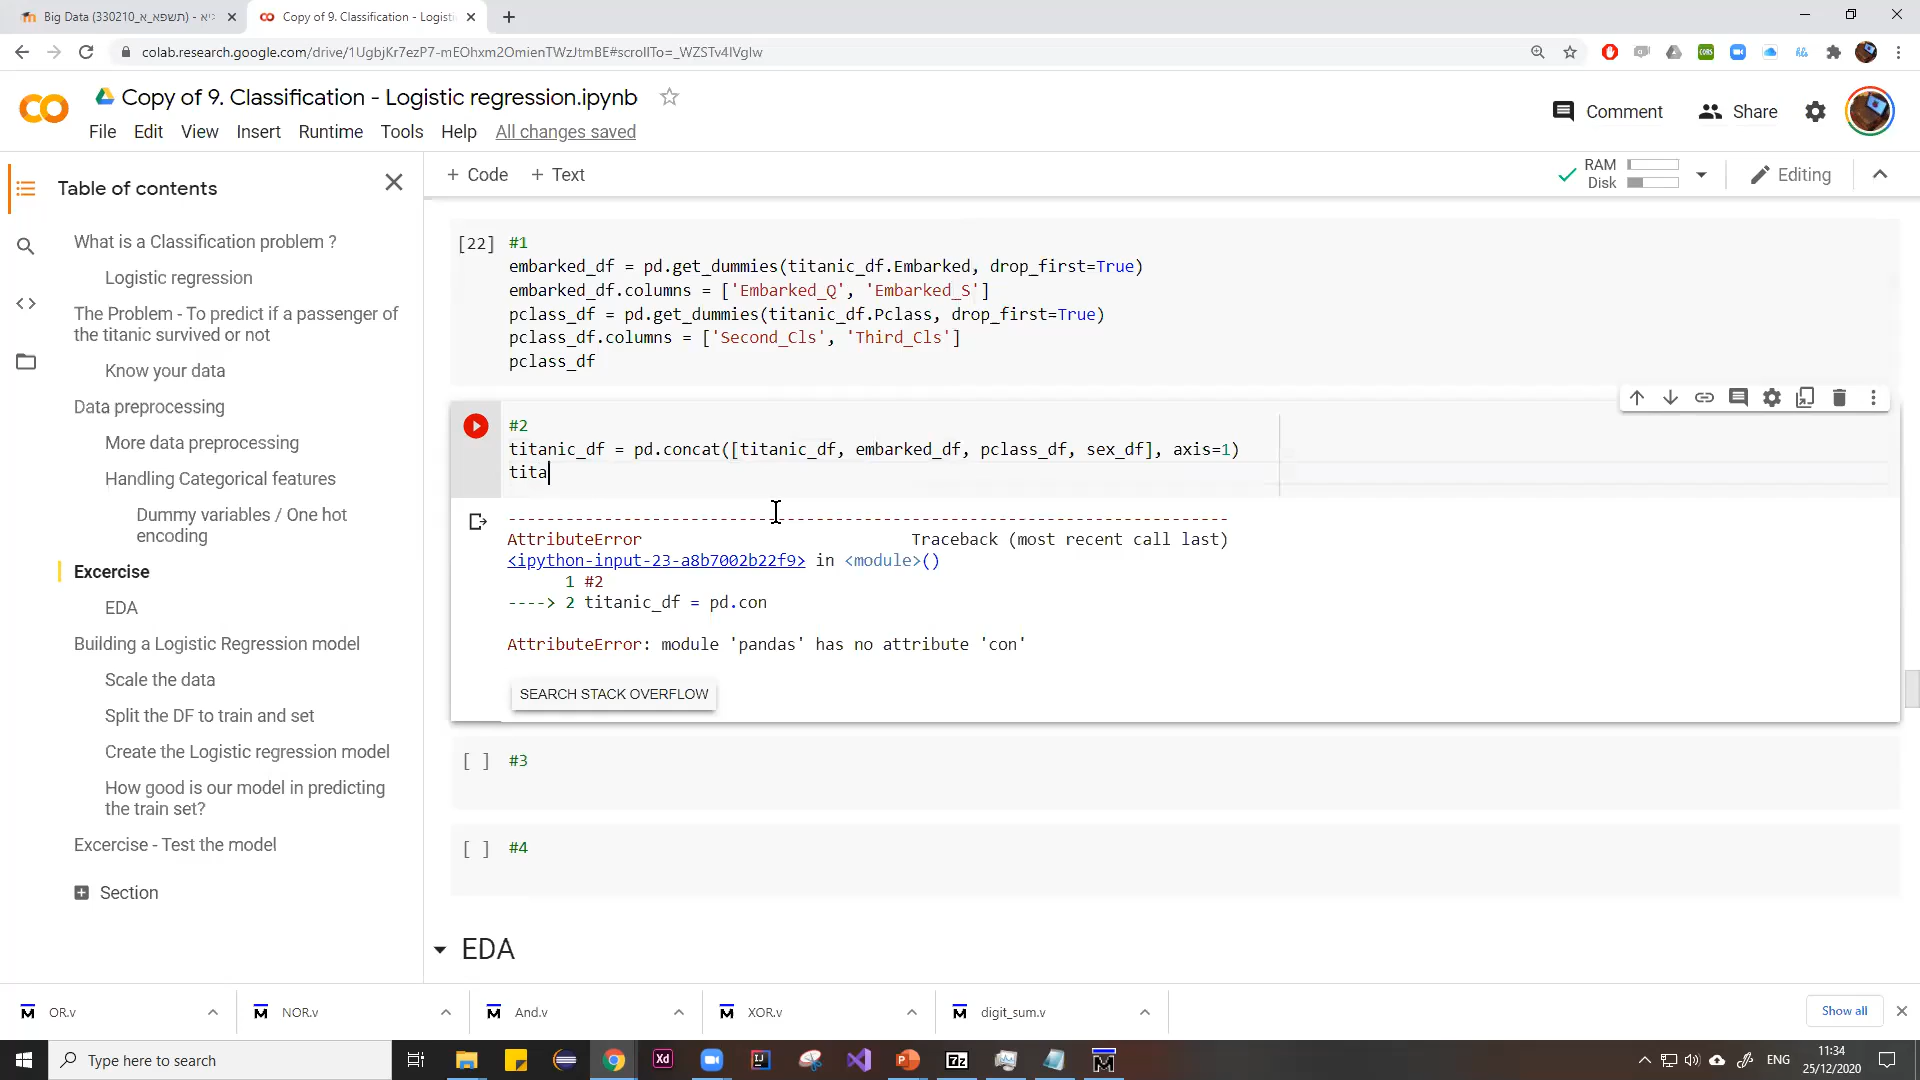 Big Data (330210_תשפא_א) - גיא
Copy of 9. Classification - Logisti
colab.research.google.com/drive/1UgbjKr7ezP7-mEOhxm2OmienTWzJtmBE#scrollTo=_WZSTv4IVglw
Copy of 9. Classification - Logistic regression.ipynb
File Edit View Insert Runtime Tools Help All changes saved
Comment Share
Table of contents
+ Code + Text
RAM
Disk
Editing
What is a Classification problem ?
Logistic regression
The Problem - To predict if a passenger of
the titanic survived or not
Know your data
Data preprocessing
More data preprocessing
Handling Categorical features
Dummy variables / One hot
encoding
Excercise
EDA
Building a Logistic Regression model
Scale the data
Split the DF to train and set
Create the Logistic regression model
How good is our model in predicting
the train set?
Excercise - Test the model
Section
[22] #1
embarked_df = pd.get_dummies(titanic_df.Embarked, drop_first=True)
embarked_df.columns = ['Embarked_Q', 'Embarked_S']
pclass_df = pd.get_dummies(titanic_df.Pclass, drop_first=True)
pclass_df.columns = ['Second_Cls', 'Third_Cls']
pclass_df
#2
titanic_df = pd.concat([titanic_df, embarked_df, pclass_df, sex_df], axis=1)
tita
---------------------------------------------------------------------------
AttributeError Traceback (most recent call last)
<ipython-input-23-a8b7002b22f9> in <module>()
1 #2
----> 2 titanic_df = pd.con
AttributeError: module 'pandas' has no attribute 'con'
SEARCH STACK OVERFLOW
[ ] #3
[ ] #4
EDA
OR.v
NOR.v
And.v
XOR.v
digit_sum.v
Show all
Type here to search
ENG
11:34
25/12/2020